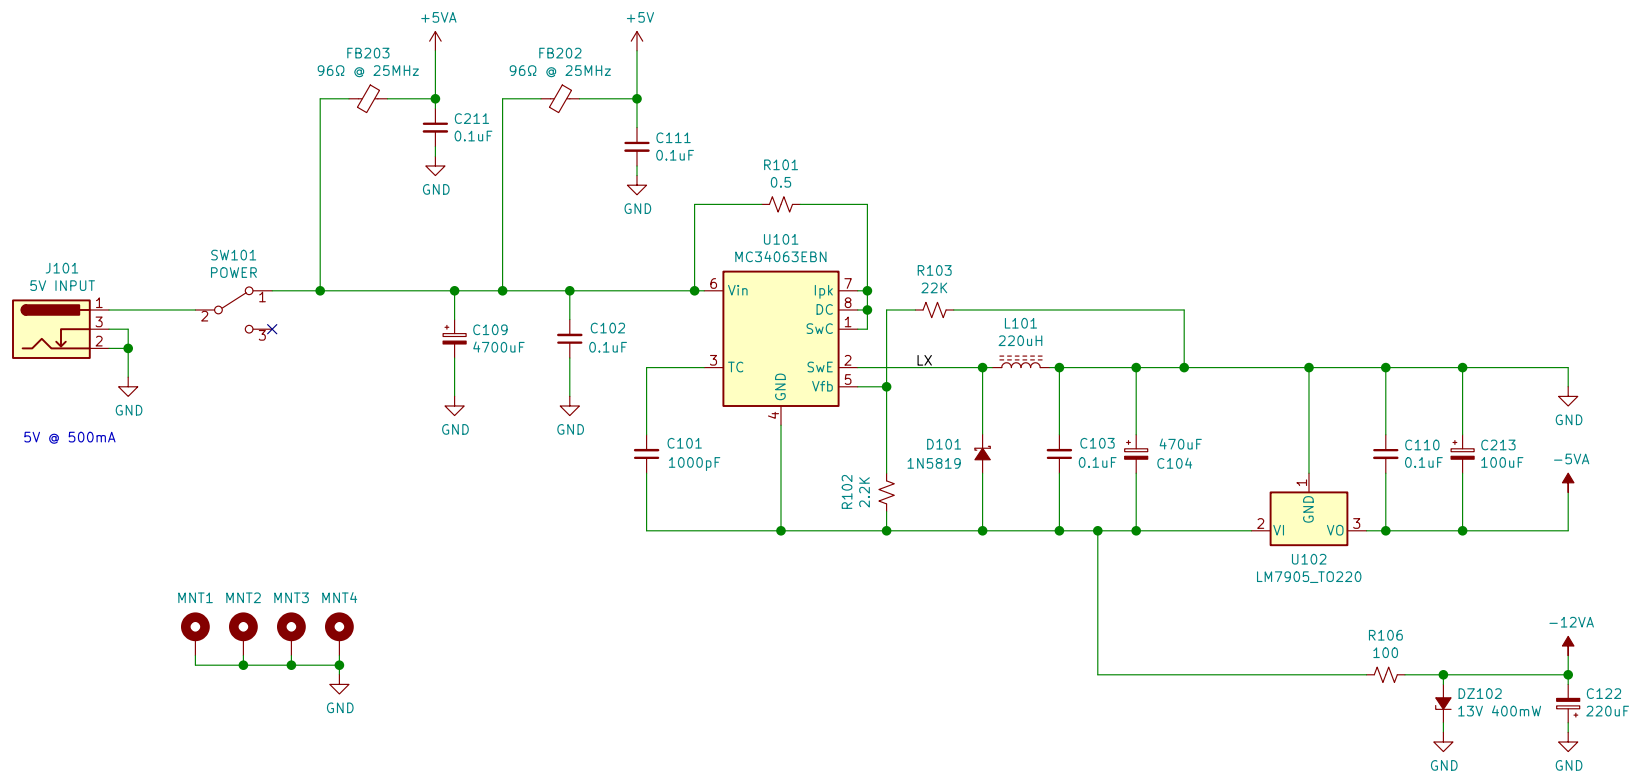 +5VA
+5V
FB203
96Ω @ 25MHz
FB202
96Ω @ 25MHz
C211
0.1uF
GND
C111
0.1uF
GND
R101
0.5
U101
MC34063EBN
6
Vin
Ipk
7
DC
8
SwC
1
3
TC
SwE
2
Vfb
5
GND
4
J101
5V INPUT
1
3
2
GND
5V @ 500mA
SW101
POWER
2
1
3
C109
4700uF
GND
C102
0.1uF
GND
C101
1000pF
R103
22K
LX
L101
220uH
R102
2.2K
D101
1N5819
C103
0.1uF
470uF
C104
1
GND
2
VI
VO
3
U102
LM7905_TO220
C110
0.1uF
C213
100uF
GND
-5VA
MNT1
MNT2
MNT3
MNT4
GND
R106
100
-12VA
DZ102
13V 400mW
GND
C122
220uF
GND